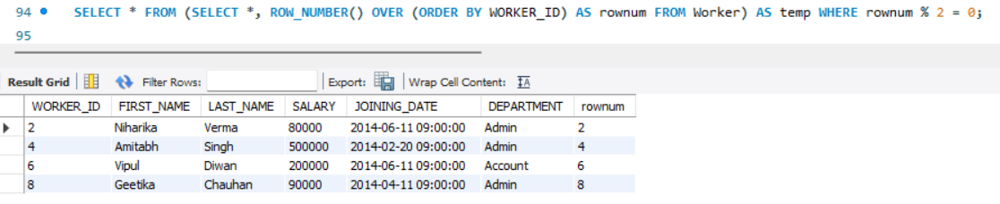 94 SELECT * FROM (SELECT *, ROW_NUMBER() OVER (ORDER BY WORKER_ID) AS rownum FROM Worker) AS temp WHERE rownum % 2 = 0;
95
Result Grid Filter Rows: Export: Wrap Cell Content: IA
WORKER_ID FIRST_NAME LAST_NAME SALARY JOINING_DATE DEPARTMENT rownum
2 Niharika Verma 80000 2014-06-11 09:00:00 Admin 2
4 Amitabh Singh 500000 2014-02-20 09:00:00 Admin 4
6 Vipul Diwan 200000 2014-06-11 09:00:00 Account 6
8 Geetika Chauhan 90000 2014-04-11 09:00:00 Admin 8